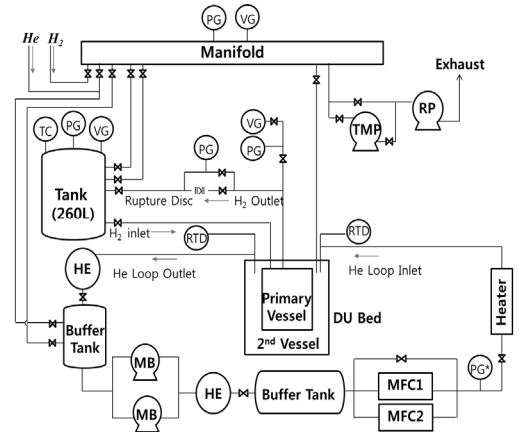 PG VG
He H2
Manifold
Exhaust
RP
TMP
TC PG VG
VG
PG
PG
Tank
(260L)
Rupture Disc
H2 Outlet
H2 inlet
RTD
RTD
HE
He Loop Outlet
He Loop Inlet
Primary
Vessel
2nd Vessel
DU Bed
Heater
Buffer
Tank
MB
MB
HE
Buffer Tank
MFC1
MFC2
PG*